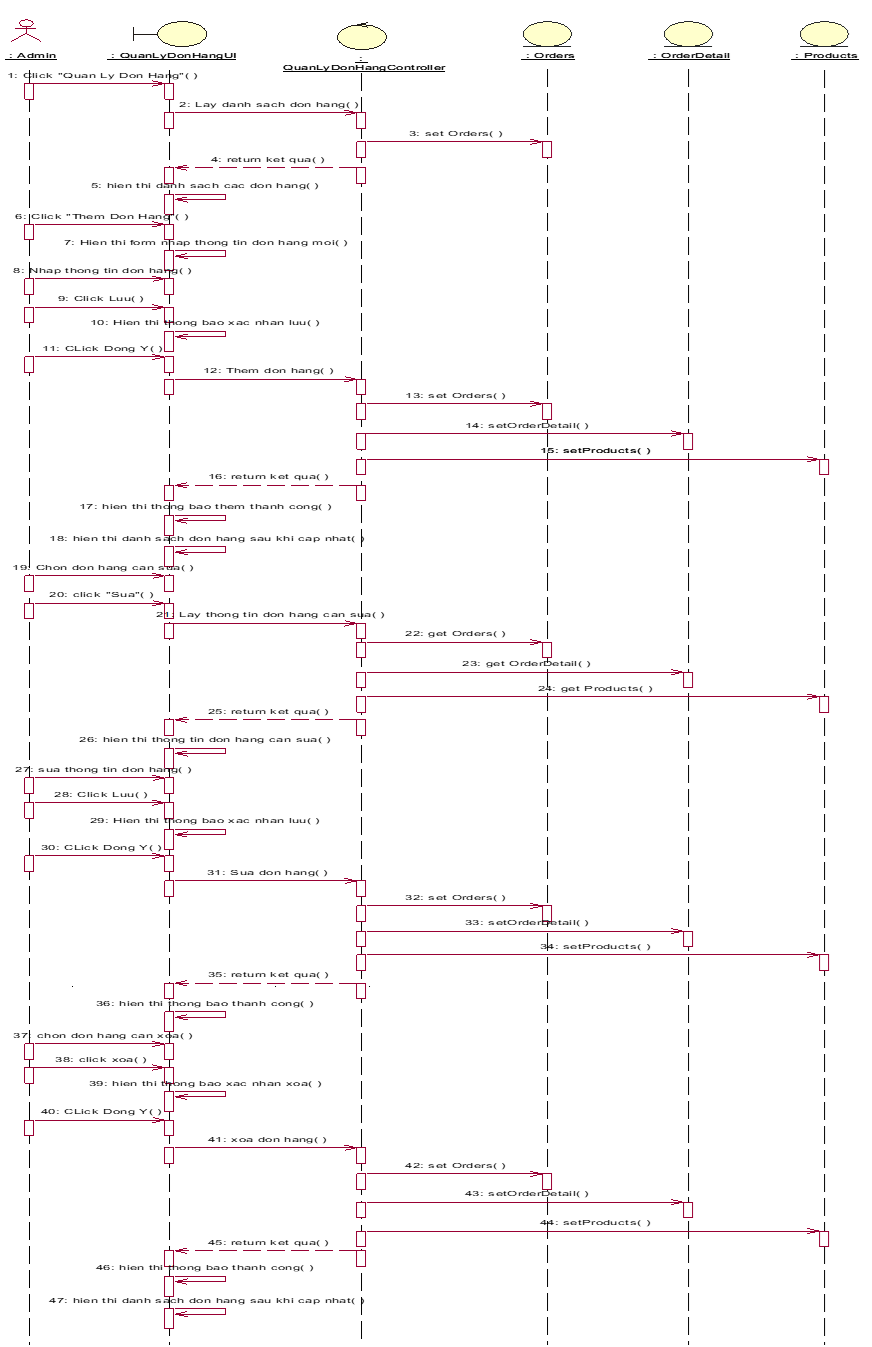 : Admin
: QuanLyDonHangUI
:
QuanLyDonHangController
: Orders
: OrderDetail
: Products
1: Click "Quan Ly Don Hang"( )
2: Lay danh sach don hang( )
3: set Orders( )
4: return ket qua( )
5: hien thi danh sach cac don hang( )
6: Click "Them Don Hang"( )
7: Hien thi form nhap thong tin don hang moi( )
8: Nhap thong tin don hang( )
9: Click Luu( )
10: Hien thi thong bao xac nhan luu( )
11: CLick Dong Y( )
12: Them don hang( )
13: set Orders( )
14: setOrderDetail( )
15: setProducts( )
16: return ket qua( )
17: hien thi thong bao them thanh cong( )
18: hien thi danh sach don hang sau khi cap nhat( )
19: Chon don hang can sua( )
20: click "Sua"( )
21: Lay thong tin don hang can sua( )
22: get Orders( )
23: get OrderDetail( )
24: get Products( )
25: return ket qua( )
26: hien thi thong tin don hang can sua( )
27: sua thong tin don hang( )
28: Click Luu( )
29: Hien thi thong bao xac nhan luu( )
30: CLick Dong Y( )
31: Sua don hang( )
32: set Orders( )
33: setOrderDetail( )
34: setProducts( )
35: return ket qua( )
36: hien thi thong bao thanh cong( )
37: chon don hang can xoa( )
38: click xoa( )
39: hien thi thong bao xac nhan xoa( )
40: CLick Dong Y( )
41: xoa don hang( )
42: set Orders( )
43: setOrderDetail( )
44: setProducts( )
45: return ket qua( )
46: hien thi thong bao thanh cong( )
47: hien thi danh sach don hang sau khi cap nhat( )